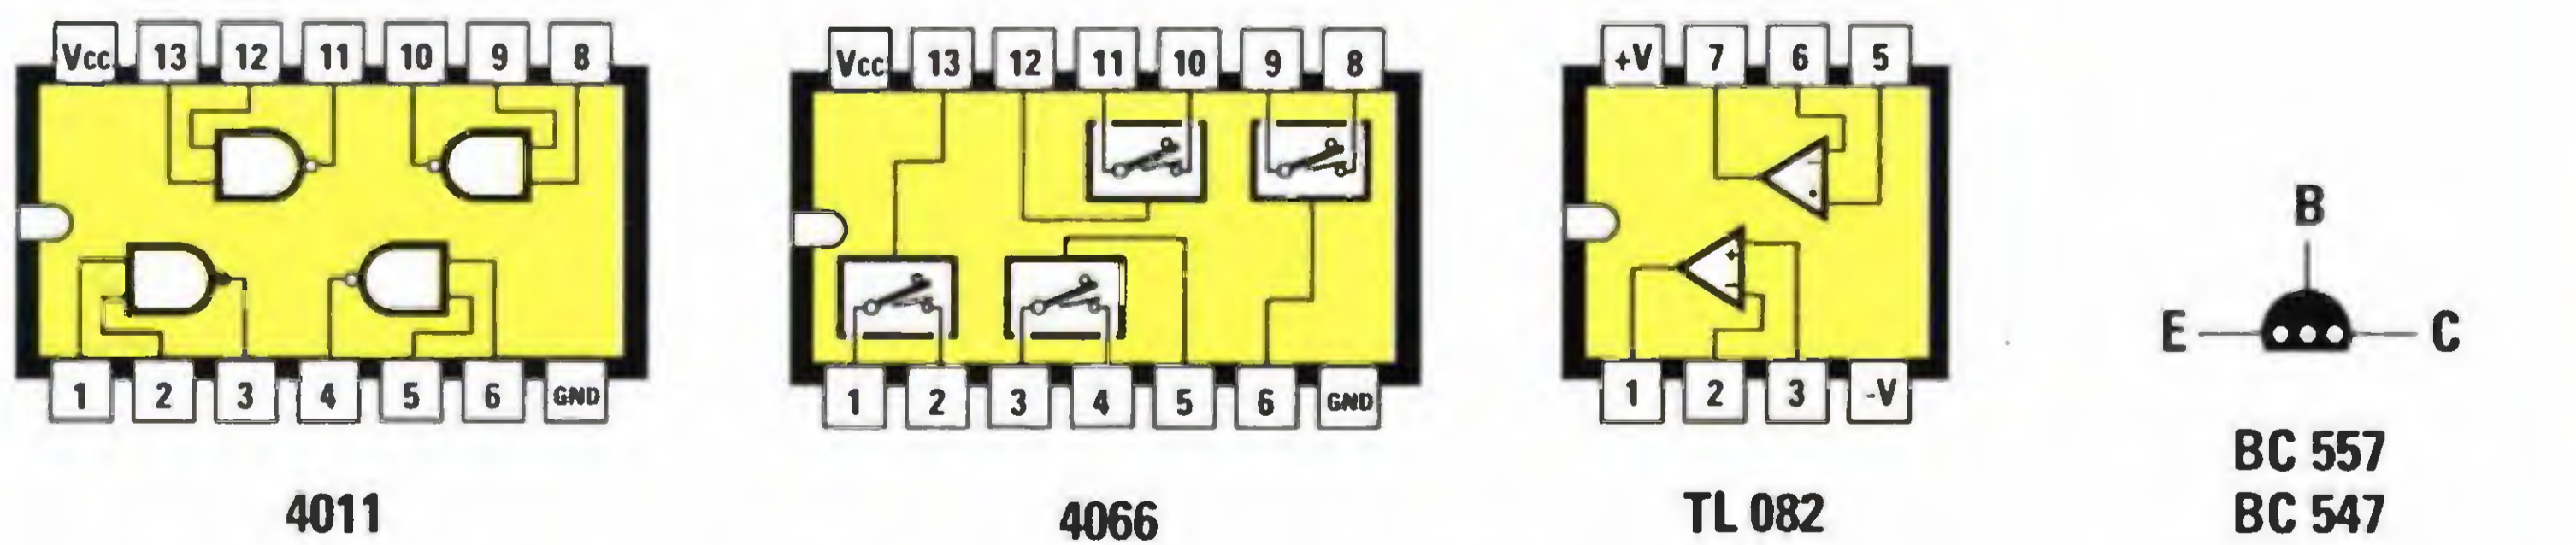 Vcc 13 12 11 10 9 8
1 2 3 4 5 6 GND
4011
Vcc 13 12 11 10 9 8
1 2 3 4 5 6 GND
4066
+V 7 6 5
-
+
-
1 2 3 -V
TL 082
B
E C
BC 557
BC 547